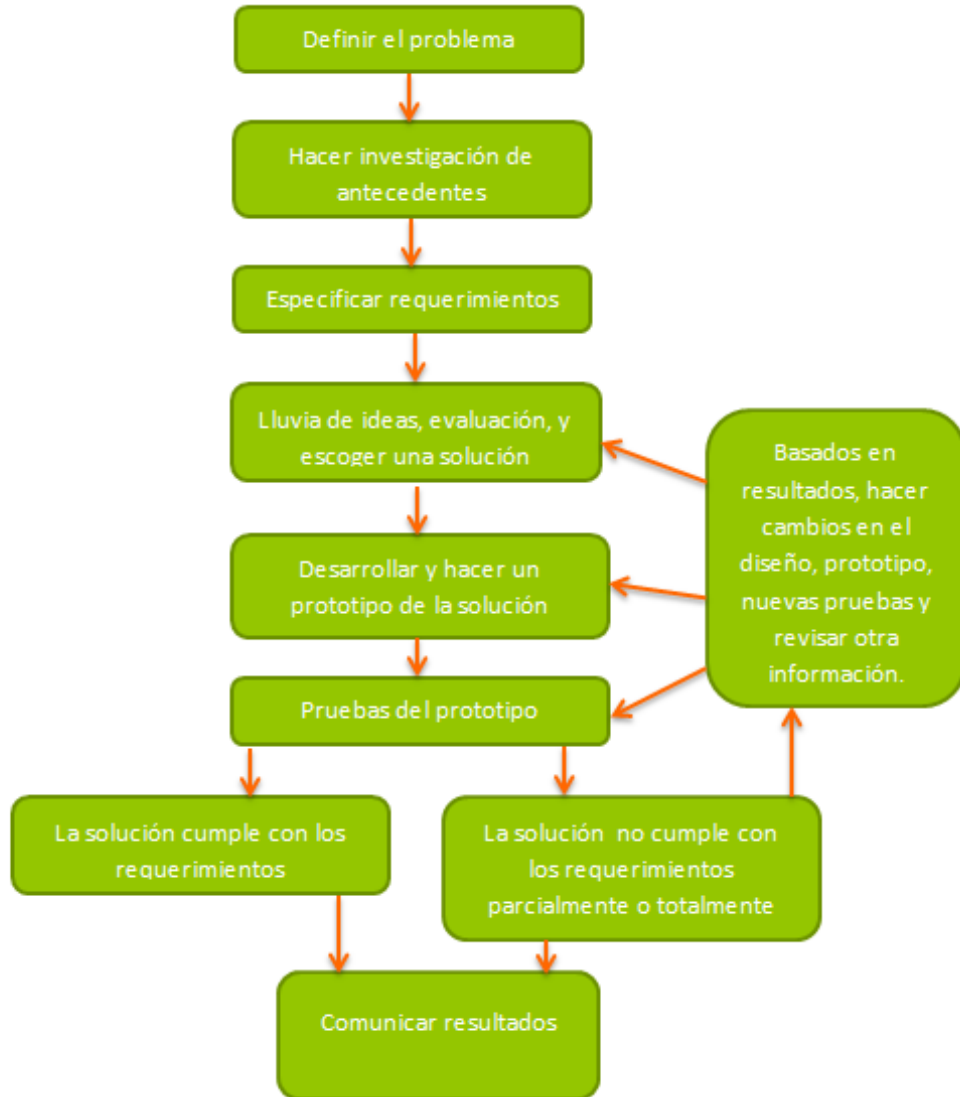 Definir el problema
Hacer investigación de
antecedentes
Especificar requerimientos
Lluvia de ideas, evaluación, y
escoger una solución
Basados en
resultados, hacer
cambios en el
diseño, prototipo,
nuevas pruebas y
revisar otra
información.
Desarrollar y hacer un
prototipo de la solución
Pruebas del prototipo
La solución cumple con los
requerimientos
La solución no cumple con
los requerimientos
parcialmente o totalmente
Comunicar resultados